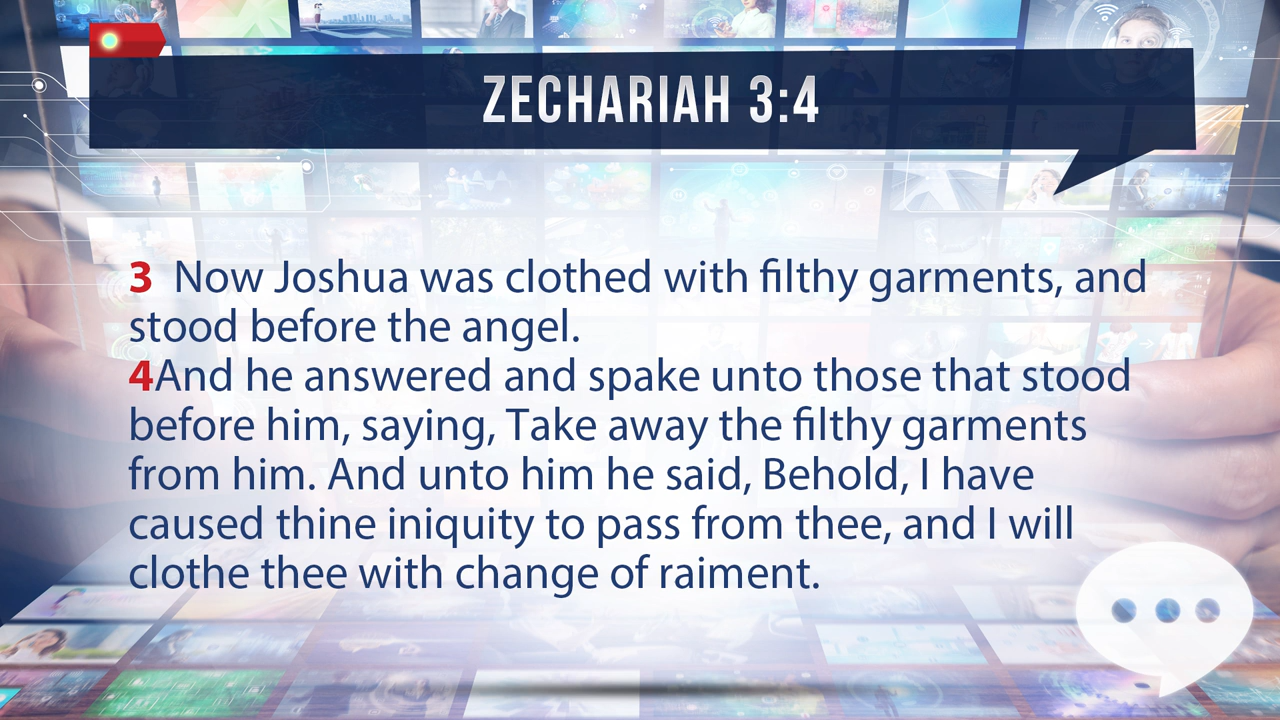 ZECHARIAH 3:4
3 Now Joshua was clothed with filthy garments, and
stood before the angel.
4And he answered and spake unto those that stood
before him, saying, Take away the filthy garments
from him. And unto him he said, Behold, I have
caused thine iniquity to pass from thee, and I will
clothe thee with change of raiment.